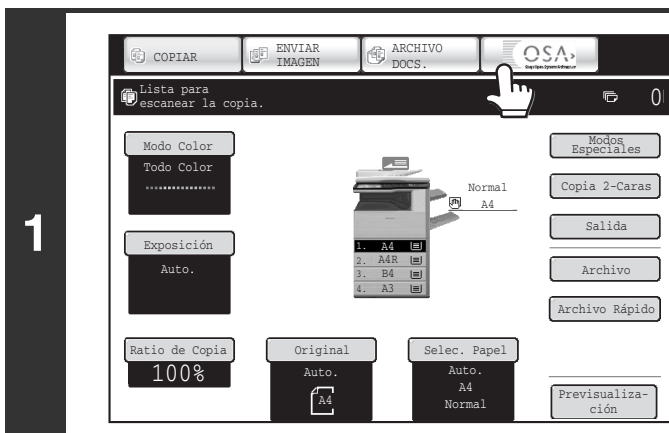 1
COPIAR
ENVIAR
IMAGEN
ARCHIVO
DOCS.
OSA
Lista para
escanear la copia.
0
Modo Color
Todo Color
Exposición
Auto.
Ratio de Copia
100%
Normal
A4
1. A4
2. A4R
3. B4
4. A3
Original
Auto.
A4
Selec. Papel
Auto.
A4
Normal
Modos
Especiales
Copia 2-Caras
Salida
Archivo
Archivo Rápido
Previsualiza-
ción